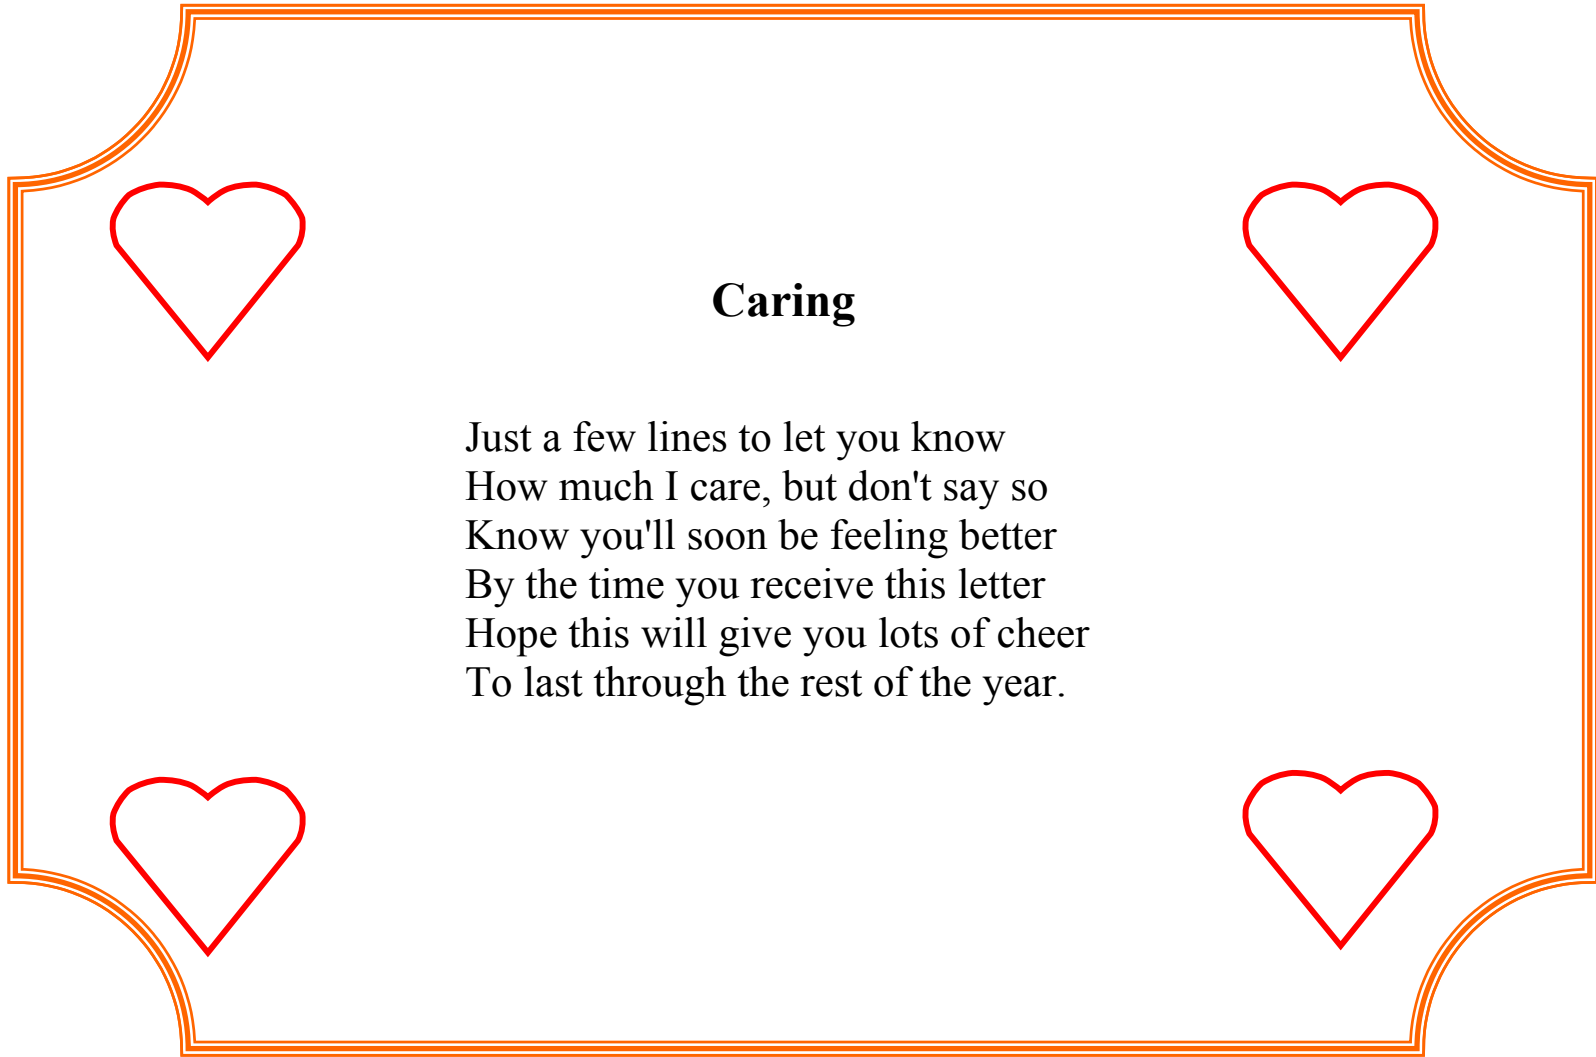 Caring
Just a few lines to let you know
How much I care, but don't say so
Know you'll soon be feeling better
By the time you receive this letter
Hope this will give you lots of cheer
To last through the rest of the year.